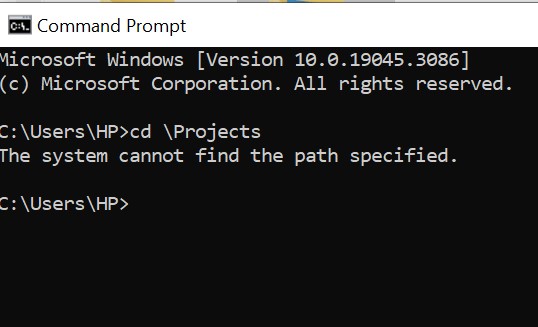 Command Prompt
Microsoft Windows [Version 10.0.19045.3086]
(c) Microsoft Corporation. All rights reserved.
C:\Users\HP>cd \Projects
The system cannot find the path specified.
C:\Users\HP>